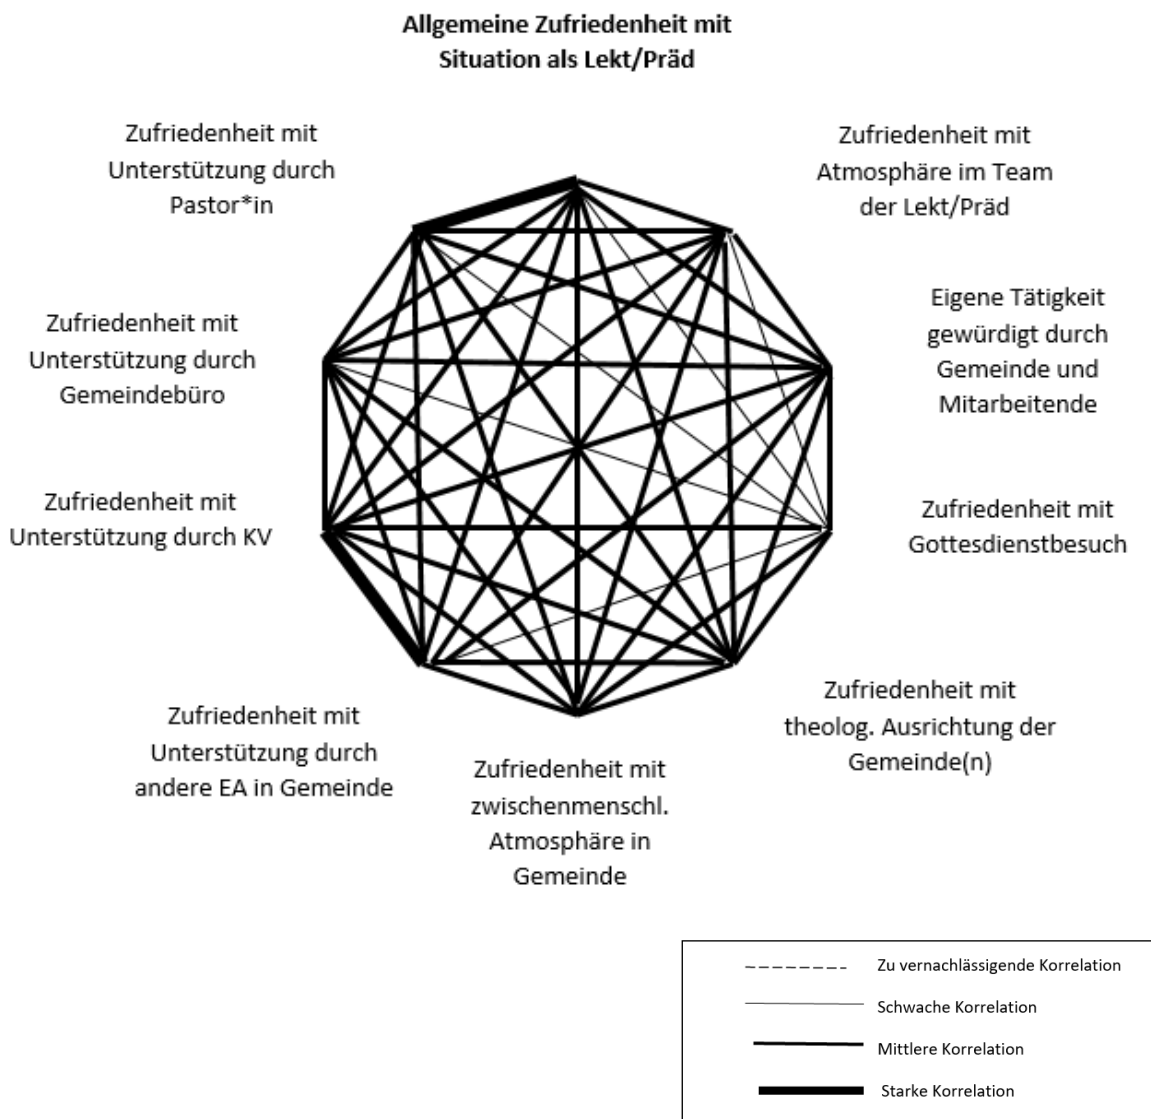 Allgemeine Zufriedenheit mit
Situation als Lekt/Präd
Zufriedenheit mit
Unterstützung durch
Pastor*in
Zufriedenheit mit
Atmosphäre im Team
der Lekt/Präd
Zufriedenheit mit
Unterstützung durch
Gemeindebüro
Eigene Tätigkeit
gewürdigt durch
Gemeinde und
Mitarbeitende
Zufriedenheit mit
Unterstützung durch KV
Zufriedenheit mit
Gottesdienstbesuch
Zufriedenheit mit
Unterstützung durch
andere EA in Gemeinde
Zufriedenheit mit
zwischenmenschl.
Atmosphäre in
Gemeinde
Zufriedenheit mit
theolog. Ausrichtung der
Gemeinde(n)
Zu vernachlässigende Korrelation
Schwache Korrelation
Mittlere Korrelation
Starke Korrelation